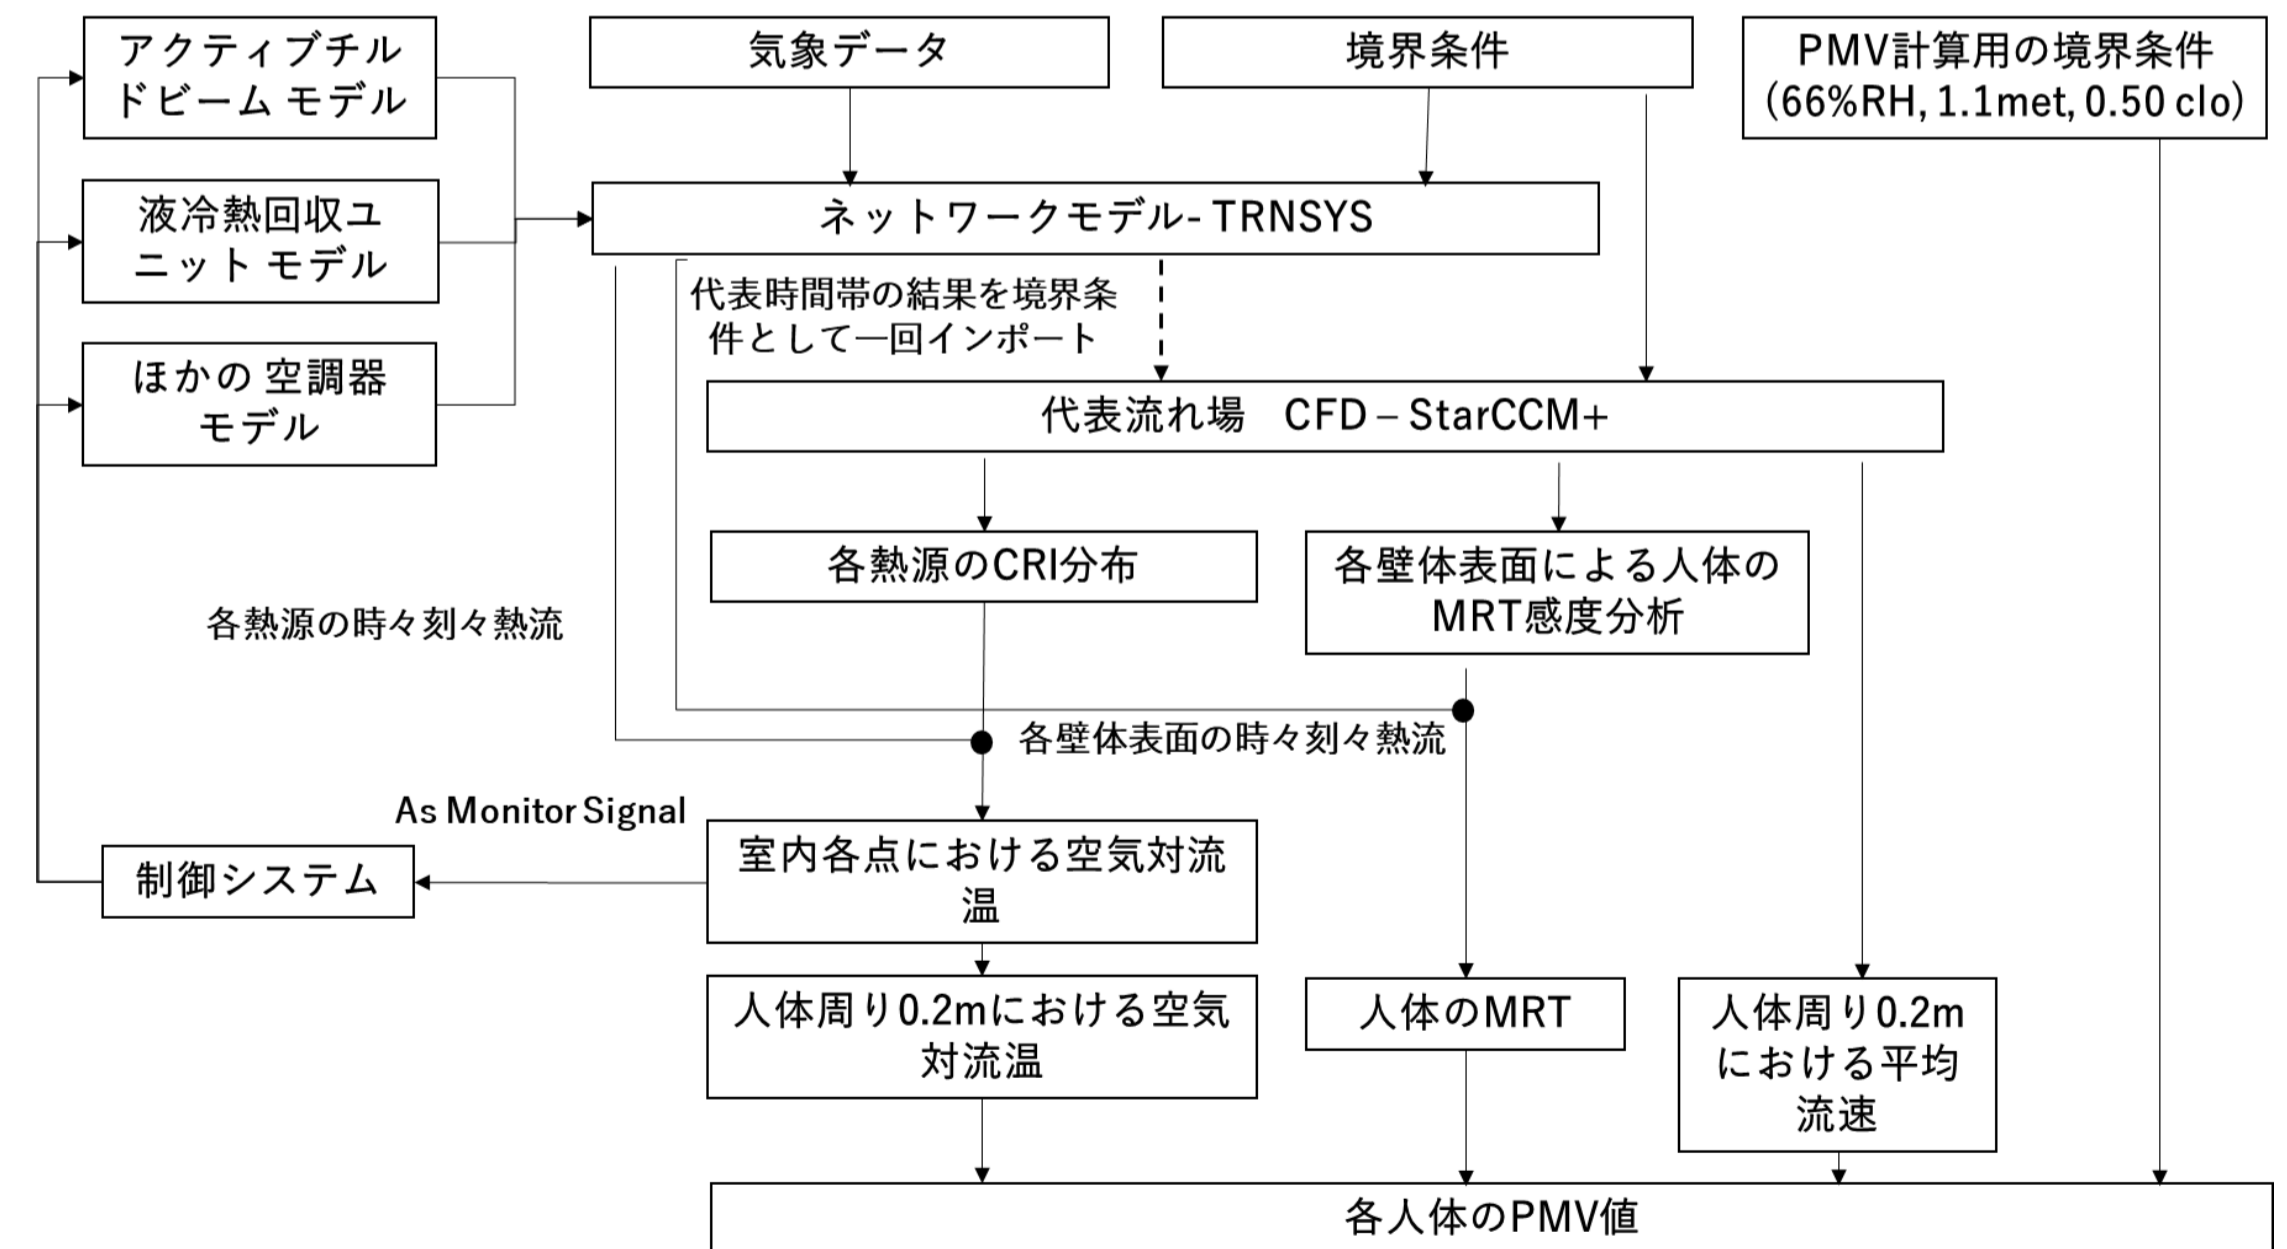 アクティブチル
ドビーム モデル
気象データ
境界条件
PMV計算用の境界条件
(66%RH, 1.1met, 0.50 clo)
液冷熱回収ユ
ニット モデル
ネットワークモデル- TRNSYS
代表時間帯の結果を境界条
件として一回インポート
ほかの 空調器
モデル
代表流れ場　CFD – StarCCM+
各熱源のCRI分布
各壁体表面による人体の
MRT感度分析
各熱源の時々刻々熱流
各壁体表面の時々刻々熱流
As Monitor Signal
制御システム
室内各点における空気対流
温
人体周り0.2mにおける空気
対流温
人体のMRT
人体周り0.2m
における平均
流速
各人体のPMV値